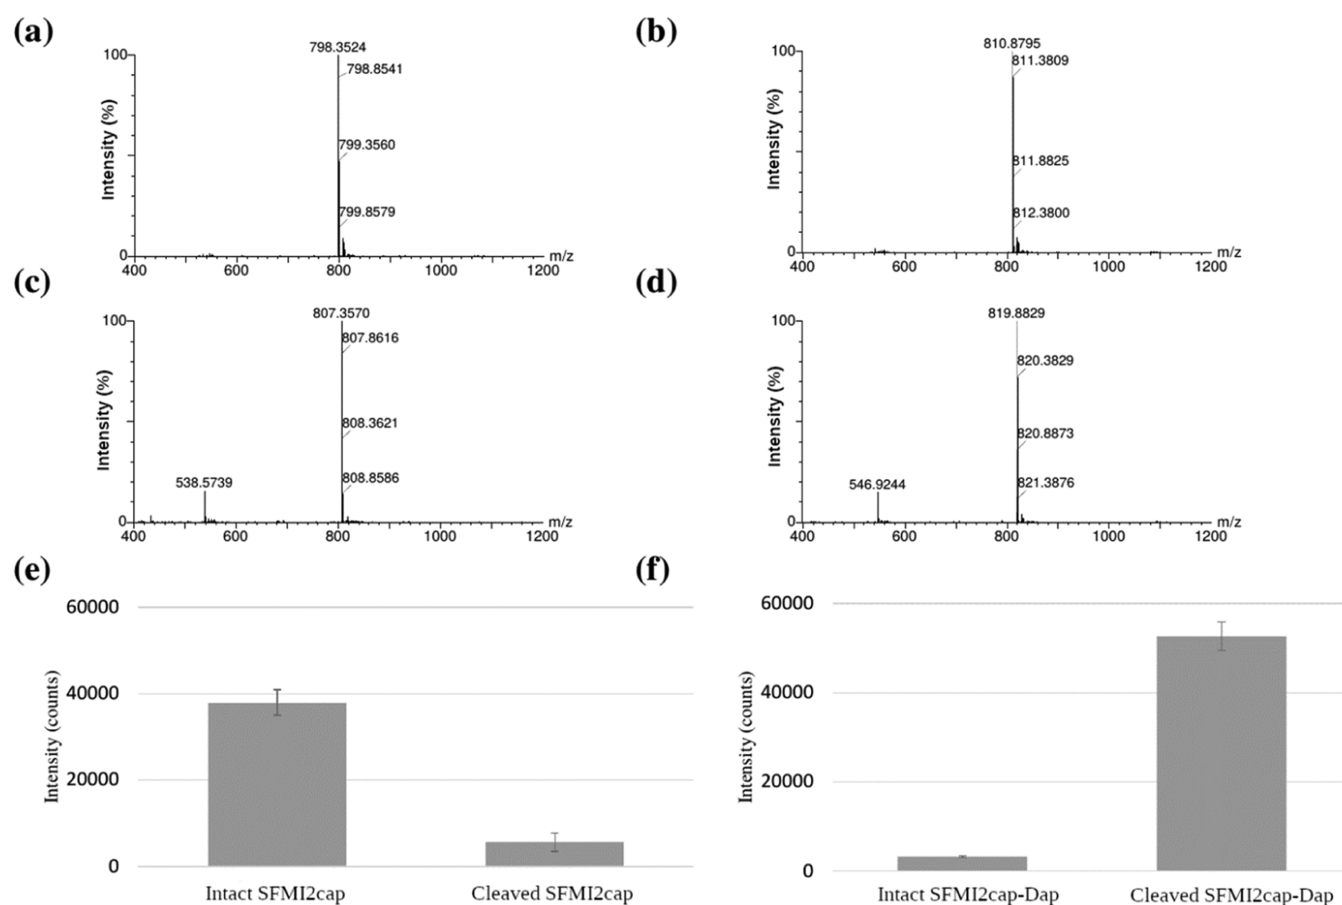 (a)
798.3524
100
798.8541
799.3560
799.8579
Intensity (%)
0
m/z
400 600 800 1000 1200
(b)
810.8795
100
811.3809
811.8825
812.3800
Intensity (%)
0
m/z
400 600 800 1000 1200
(c)
807.3570
100
807.8616
808.3621
808.8586
538.5739
Intensity (%)
0
m/z
400 600 800 1000 1200
(d)
819.8829
100
820.3829
820.8873
821.3876
546.9244
Intensity (%)
0
m/z
400 600 800 1000 1200
(e)
60000
40000
20000
0
Intensity (counts)
Intact SFMI2cap Cleaved SFMI2cap
(f)
60000
40000
20000
0
Intensity (counts)
Intact SFMI2cap-Dap Cleaved SFMI2cap-Dap